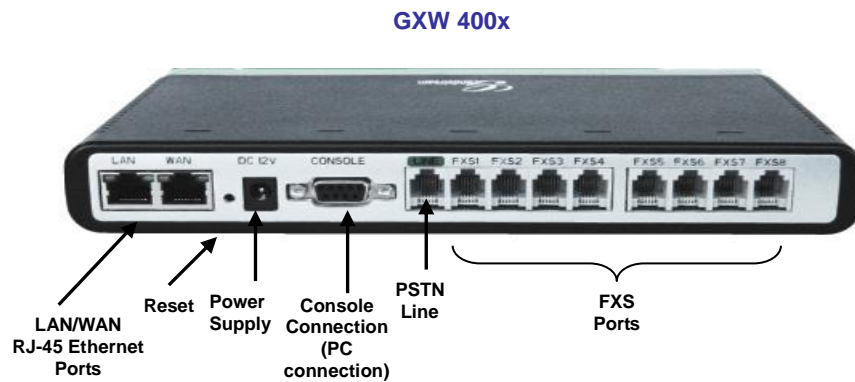 GXW 400x
Grandstream
LAN WAN DC 12V CONSOLE LINE FXS1 FXS2 FXS3 FXS4 FXS5 FXS6 FXS7 FXS8
LAN/WAN
RJ-45 Ethernet
Ports
Reset
Power
Supply
Console
Connection
(PC
connection)
PSTN
Line
FXS
Ports